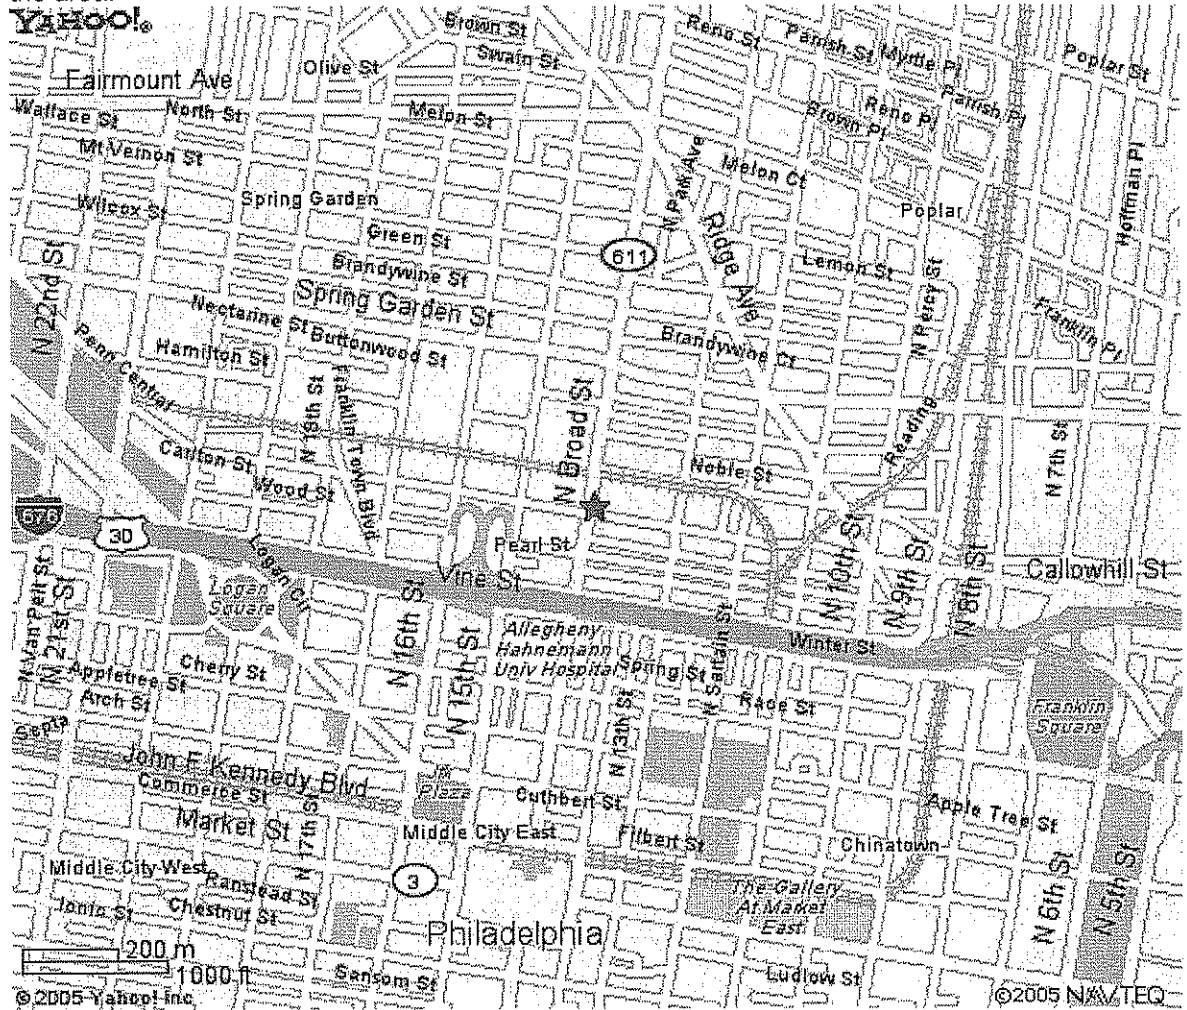 YAHOO!®
Brown St
Reno St
Parrish St
Myrtle Pl
Poplar St
Swain St
Olive St
Fairmount Ave
Parrish Pl
Wallace St
North St
Melon St
Reno Pl
Brown Pl
Mt Vernon St
N Park Ave
Melon Ct
Hoffman Pl
Wilcox St
Spring Garden
Poplar
Green St
611
Ridge Ave
Lemon St
Brandywine St
N 22nd St
Spring Garden St
N Percy St
Nectarine St
Buttonwood St
Franklin Pl
Penn Central
Hamilton St
Brandywine Ct
N 18th St
Franklin Town Blvd
N Broad St
Reading
N 7th St
Carlton St
Noble St
Wood St
676
30
Pearl St
Logan Cir
Vine St
N 10th St
N 9th St
N 8th St
Callowhill St
Logan
Square
N Van Pelt St
N 21st St
N 16th St
N 15th St
Allegheny
Hahnemann
Univ Hospital
Spring St
N Sartain St
Winter St
Cherry St
Appletree St
Arch St
Race St
Franklin
Square
Septa
N 13th St
John F Kennedy Blvd
Jfk
Plaza
Commerce St
Cuthbert St
Apple Tree St
Market St
N 17th St
Middle City East
Filbert St
Chinatown
Middle City West
Ranstead St
3
The Gallery
At Market
East
N 6th St
N 5th St
Ionic St
Chestnut St
Philadelphia
200 m
1000 ft
Sansom St
Ludlow St
©2005 Yahoo! Inc
©2005 NAVTEQ